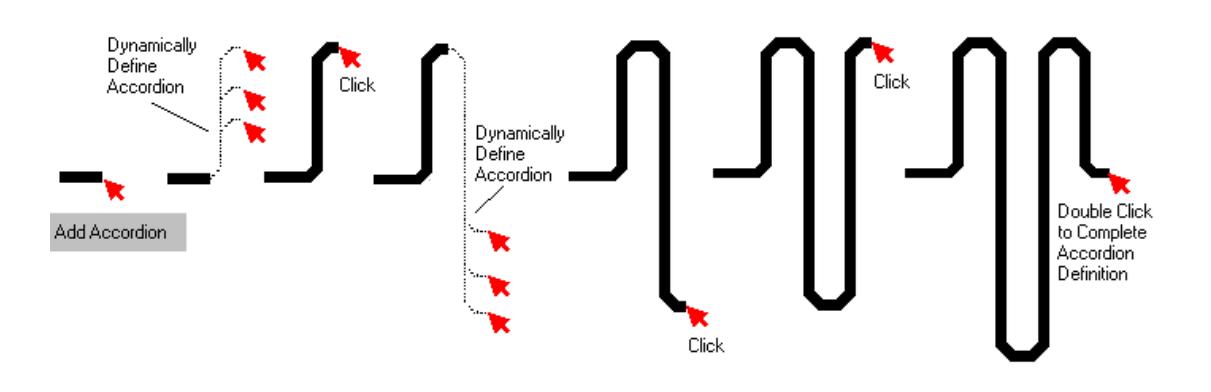 Dynamically
Define
Accordion
Click
Add Accordion
Dynamically
Define
Accordion
Click
Click
Double Click
to Complete
Accordion
Definition